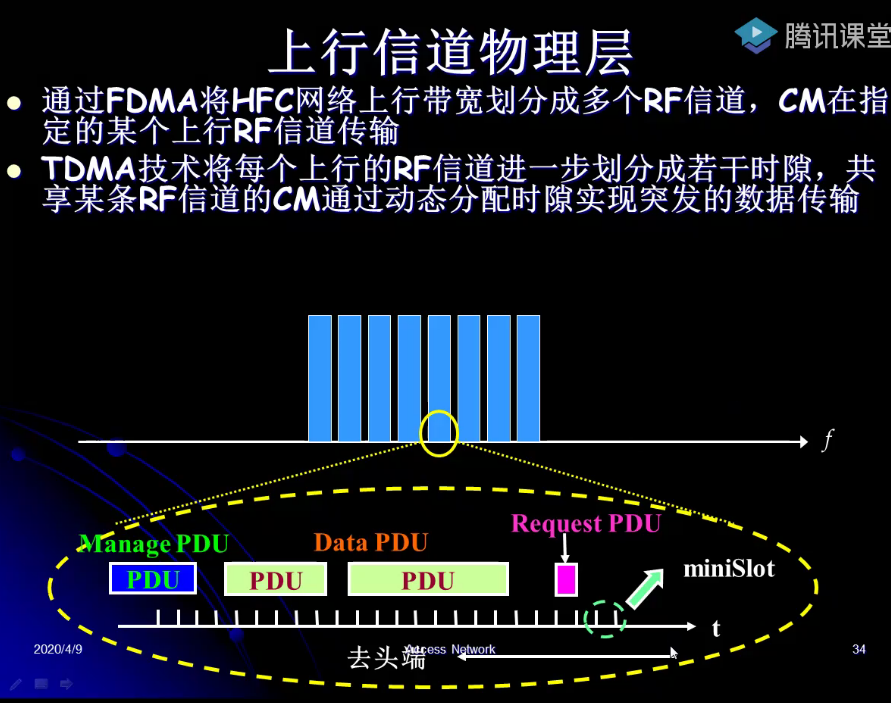 腾讯课堂
上行信道物理层
通过FDMA将HFC网络上行带宽划分成多个RF信道，CM在指
定的某个上行RF信道传输
TDMA技术将每个上行的RF信道进一步划分成若干时隙，共
享某条RF信道的CM通过动态分配时隙实现突发的数据传输
f
Request PDU
Manage PDU
Data PDU
miniSlot
PDU
PDU
PDU
t
2020/4/9
去头端
Access Network
34